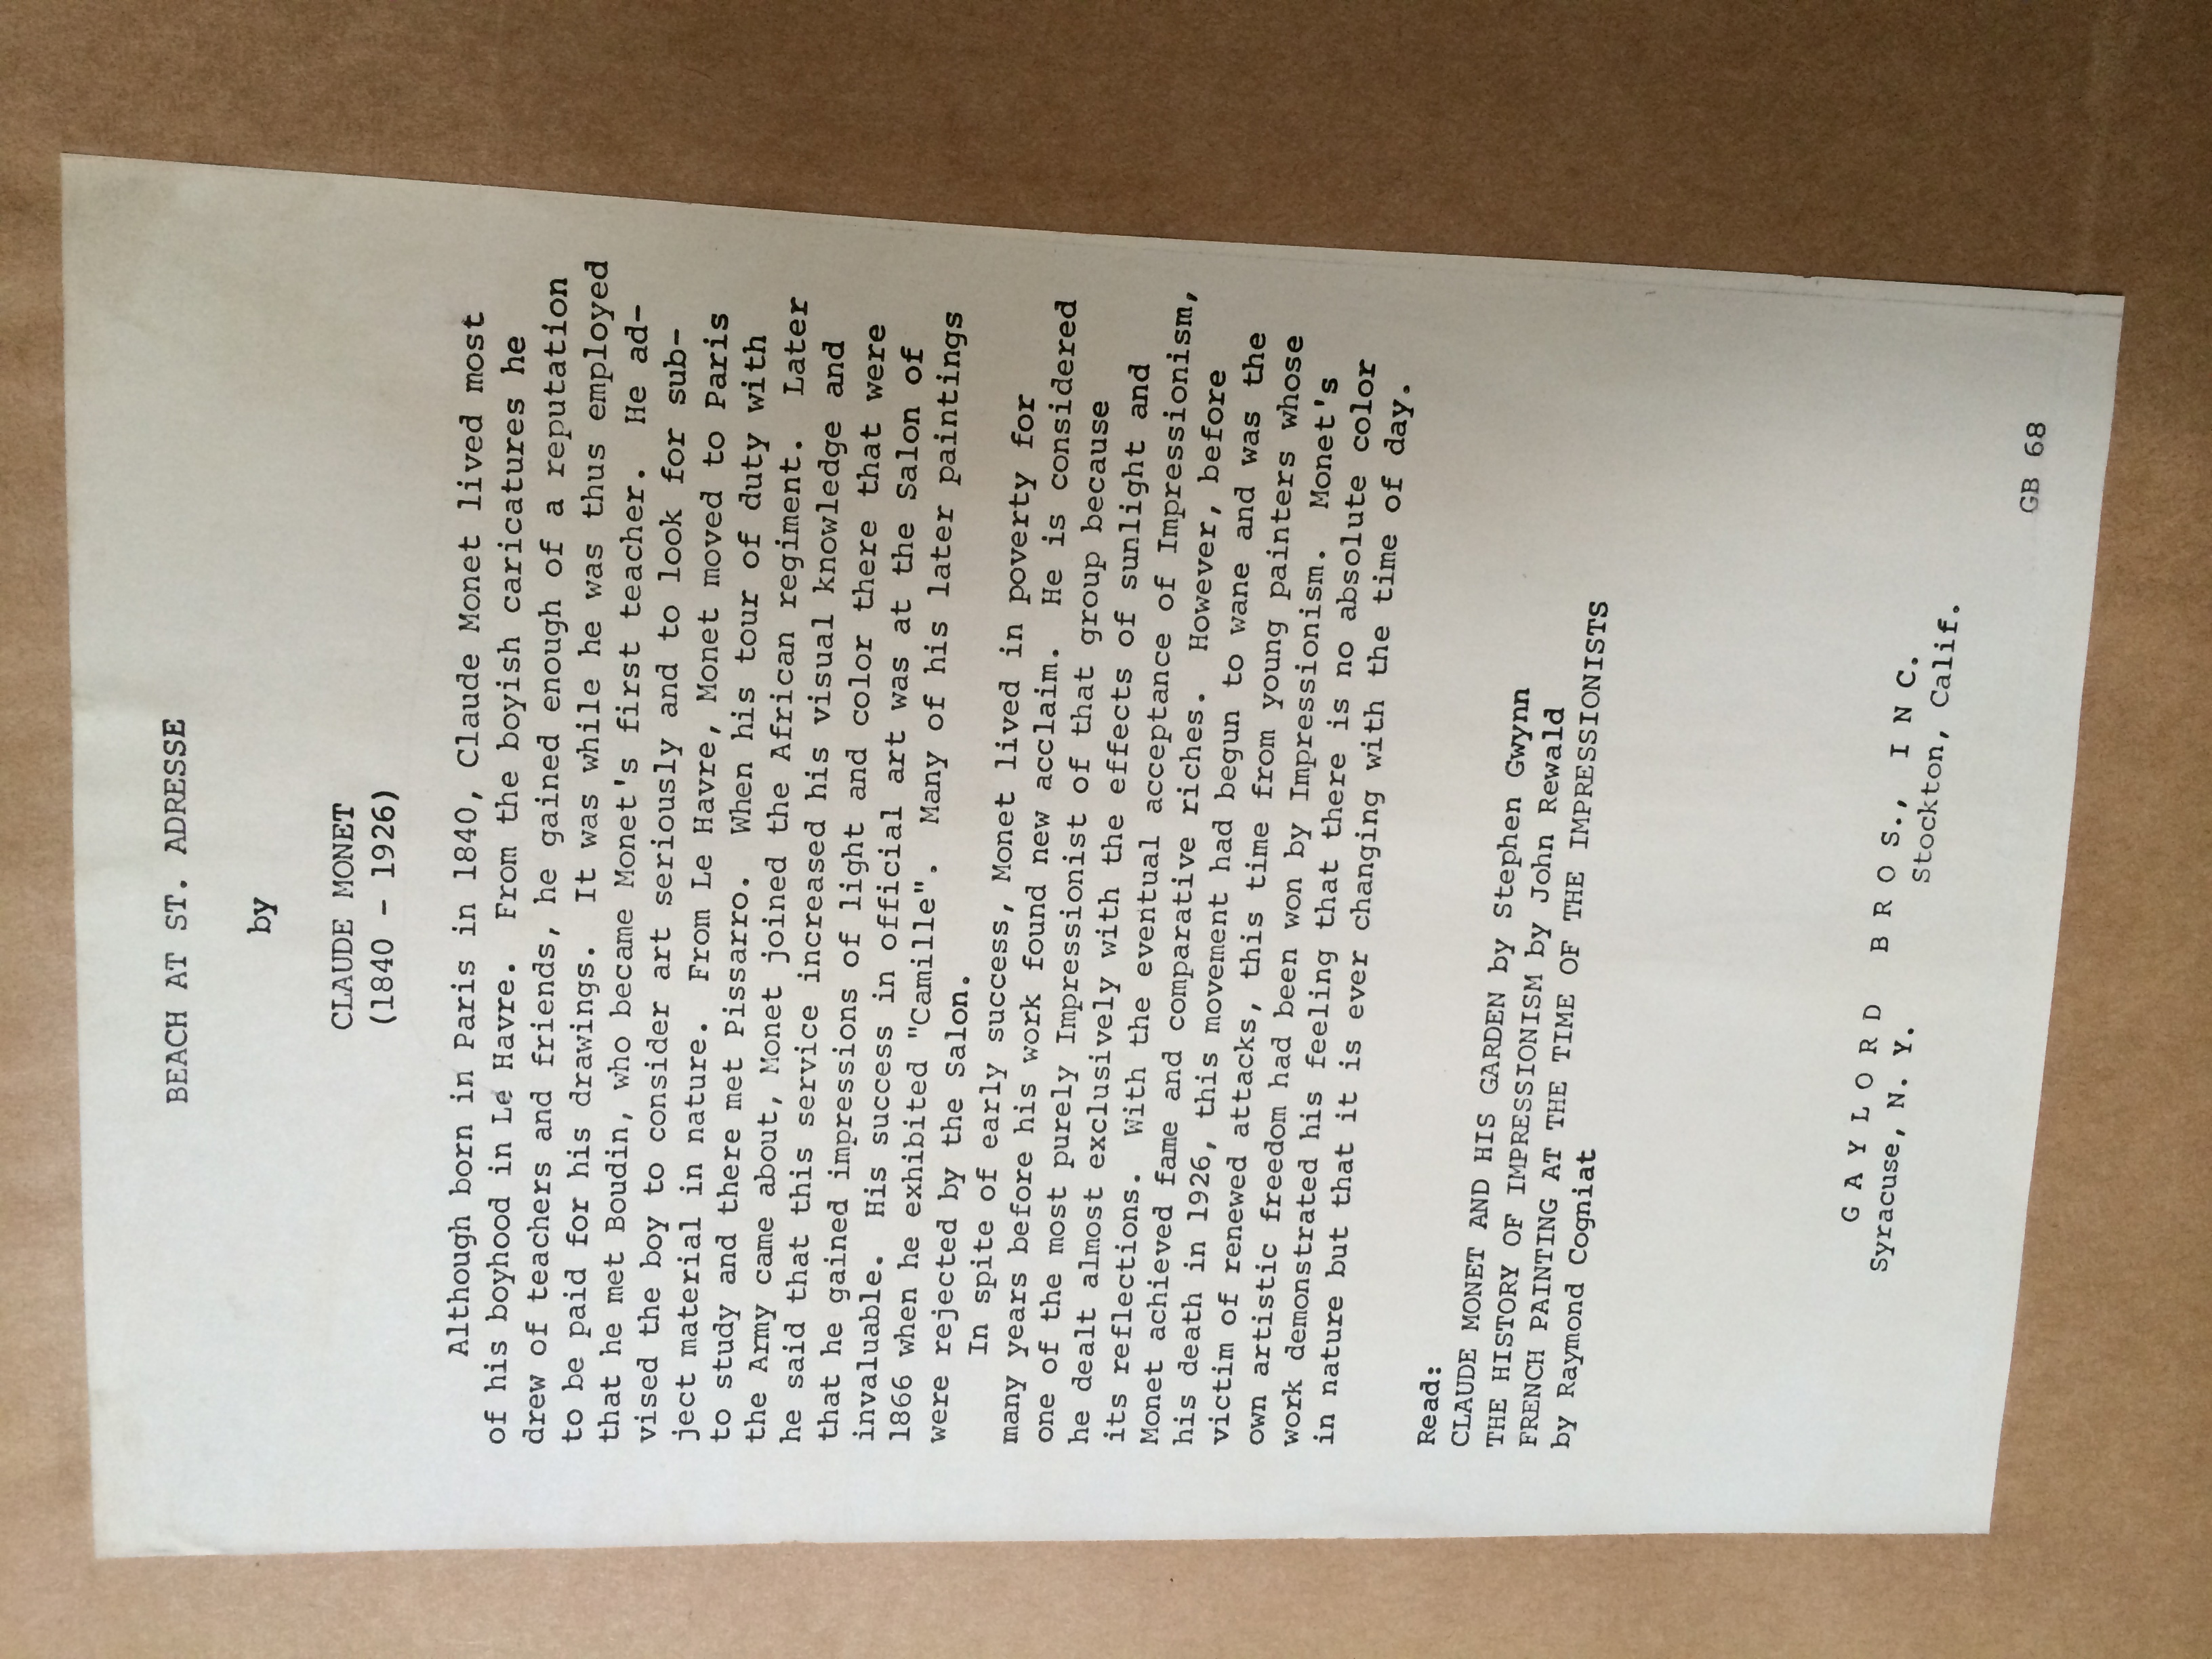 BEACH AT ST. ADRESSE
by
CLAUDE MONET
(1840 - 1926)
Although born in Paris in 1840, Claude Monet lived most
of his boyhood in Le Havre. From the boyish caricatures he
drew of teachers and friends, he gained enough of a reputation
to be paid for his drawings. It was while he was thus employed
that he met Boudin, who became Monet's first teacher. He ad-
vised the boy to consider art seriously and to look for sub-
ject material in nature. From Le Havre, Monet moved to Paris
to study and there met Pissarro. When his tour of duty with
the Army came about, Monet joined the African regiment. Later
he said that this service increased his visual knowledge and
that he gained impressions of light and color there that were
invaluable. His success in official art was at the Salon of
1866 when he exhibited "Camille". Many of his later paintings
were rejected by the Salon.
In spite of early success, Monet lived in poverty for
many years before his work found new acclaim. He is considered
one of the most purely Impressionist of that group because
he dealt almost exclusively with the effects of sunlight and
its reflections. With the eventual acceptance of Impressionism,
Monet achieved fame and comparative riches. However, before
his death in 1926, this movement had begun to wane and was the
victim of renewed attacks, this time from young painters whose
own artistic freedom had been won by Impressionism. Monet's
work demonstrated his feeling that there is no absolute color
in nature but that it is ever changing with the time of day.
Read:
CLAUDE MONET AND HIS GARDEN by Stephen Gwynn
THE HISTORY OF IMPRESSIONISM by John Rewald
FRENCH PAINTING AT THE TIME OF THE IMPRESSIONISTS
by Raymond Cogniat
GAYLORD BROS., INC.
Syracuse, N. Y. Stockton, Calif.
GB 68